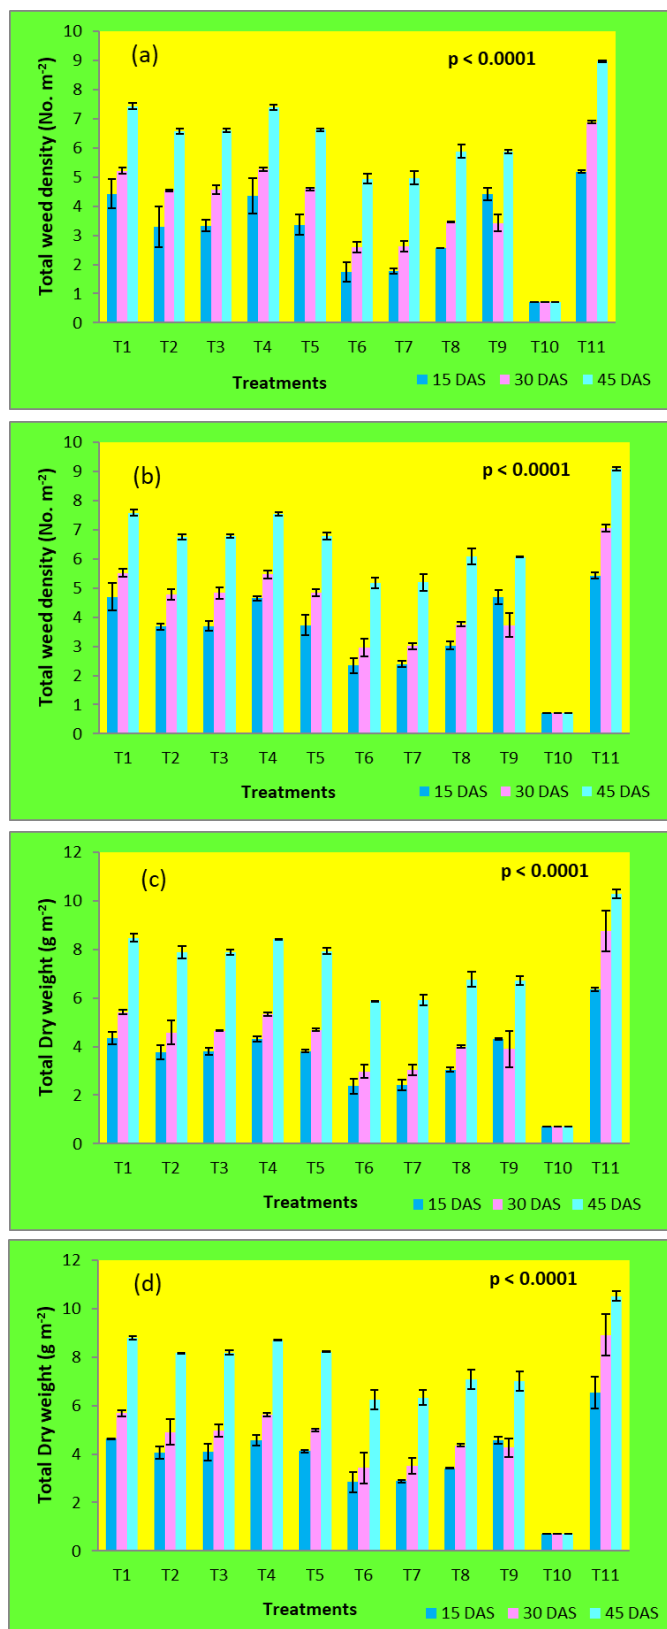 (a)
p < 0.0001
Total weed density (No. m⁻²)
10
9
8
7
6
5
4
3
2
1
0
T1 T2 T3 T4 T5 T6 T7 T8 T9 T10 T11
Treatments
15 DAS 30 DAS 45 DAS
(b)
p < 0.0001
Total weed density (No. m⁻²)
10
9
8
7
6
5
4
3
2
1
0
T1 T2 T3 T4 T5 T6 T7 T8 T9 T10 T11
Treatments
15 DAS 30 DAS 45 DAS
(c)
p < 0.0001
Total Dry weight (g m⁻²)
12
10
8
6
4
2
0
T1 T2 T3 T4 T5 T6 T7 T8 T9 T10 T11
Treatments
15 DAS 30 DAS 45 DAS
(d)
p < 0.0001
Total Dry weight (g m⁻²)
12
10
8
6
4
2
0
T1 T2 T3 T4 T5 T6 T7 T8 T9 T10 T11
Treatments
15 DAS 30 DAS 45 DAS